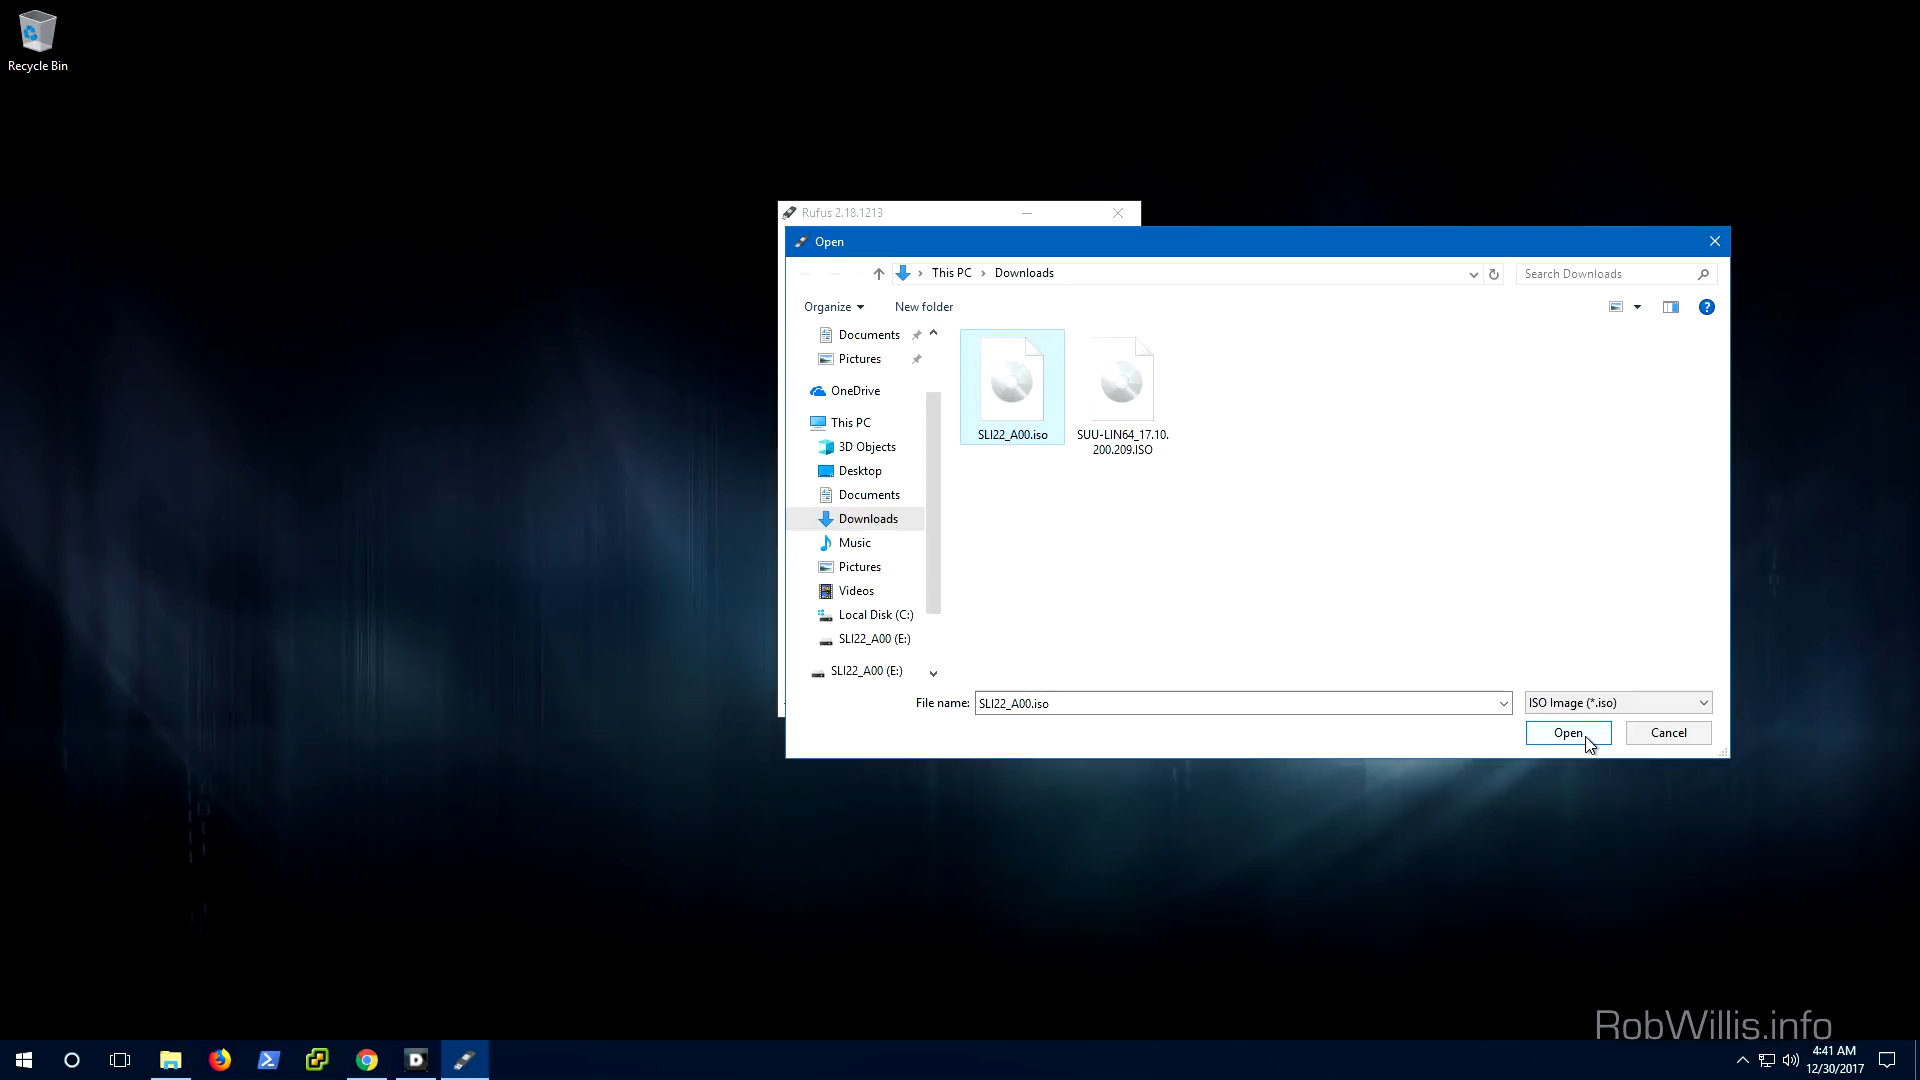 Recycle Bin
Rufus 2.18.1213
Open
This PC
Downloads
Search Downloads
Organize
New folder
Documents
Pictures
OneDrive
This PC
3D Objects
Desktop
Documents
Downloads
Music
Pictures
Videos
Local Disk (C:)
SLI22_A00 (E:)
SLI22_A00 (E:)
SLI22_A00.iso
SUU-LIN64_17.10.
200.209.ISO
File name:
SLI22_A00.iso
ISO Image (*.iso)
Open
Cancel
RobWillis.info
4:41 AM
12/30/2017